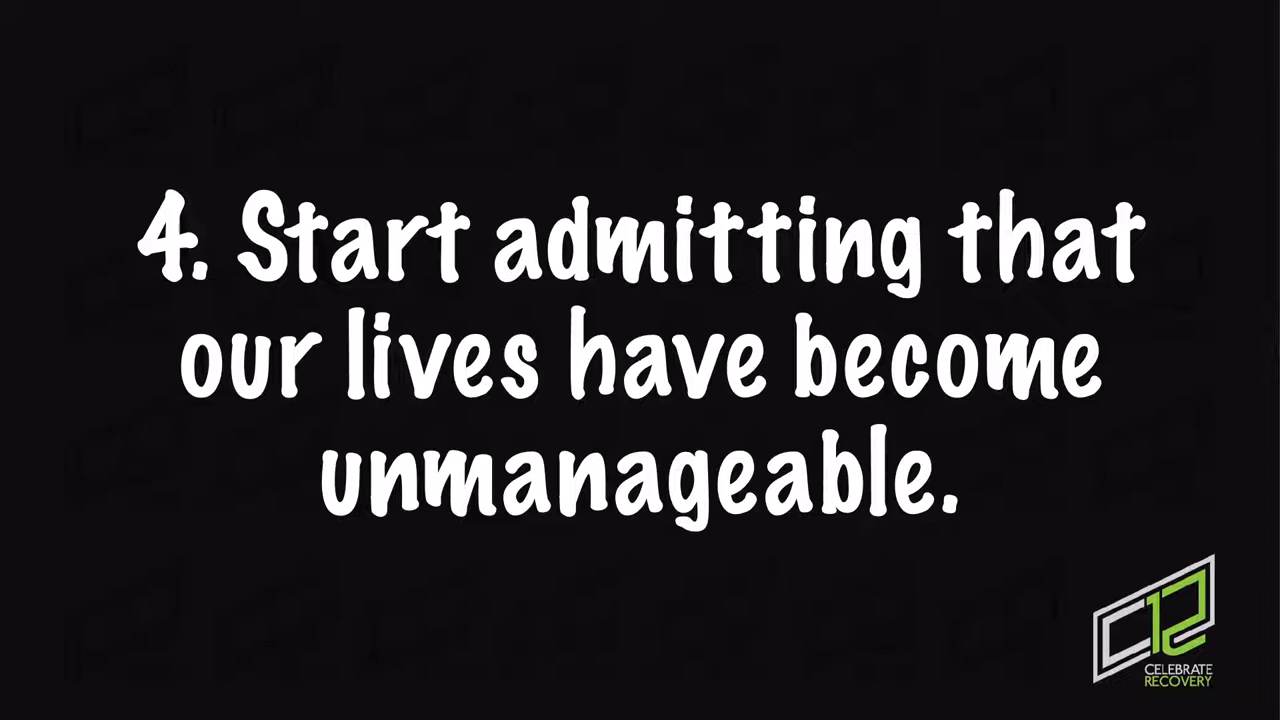 4. Start admitting that
our lives have become
unmanageable.
C12
CELEBRATE
RECOVERY